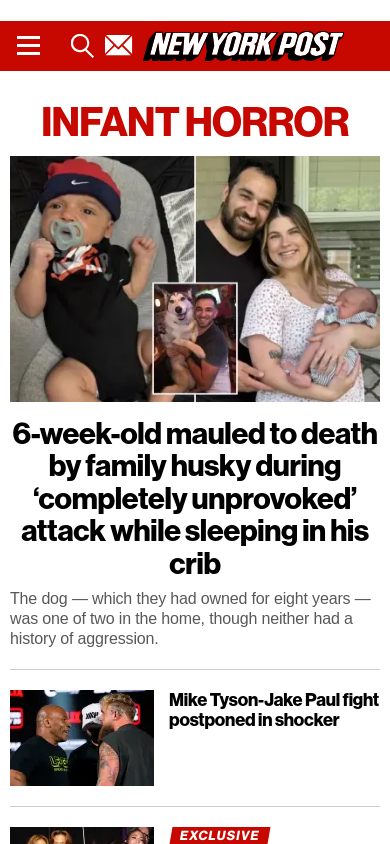 NEW YORK POST
INFANT HORROR
6-week-old mauled to death
by family husky during
‘completely unprovoked’
attack while sleeping in his
crib
The dog — which they had owned for eight years —
was one of two in the home, though neither had a
history of aggression.
Mike Tyson-Jake Paul fight
postponed in shocker
EXCLUSIVE